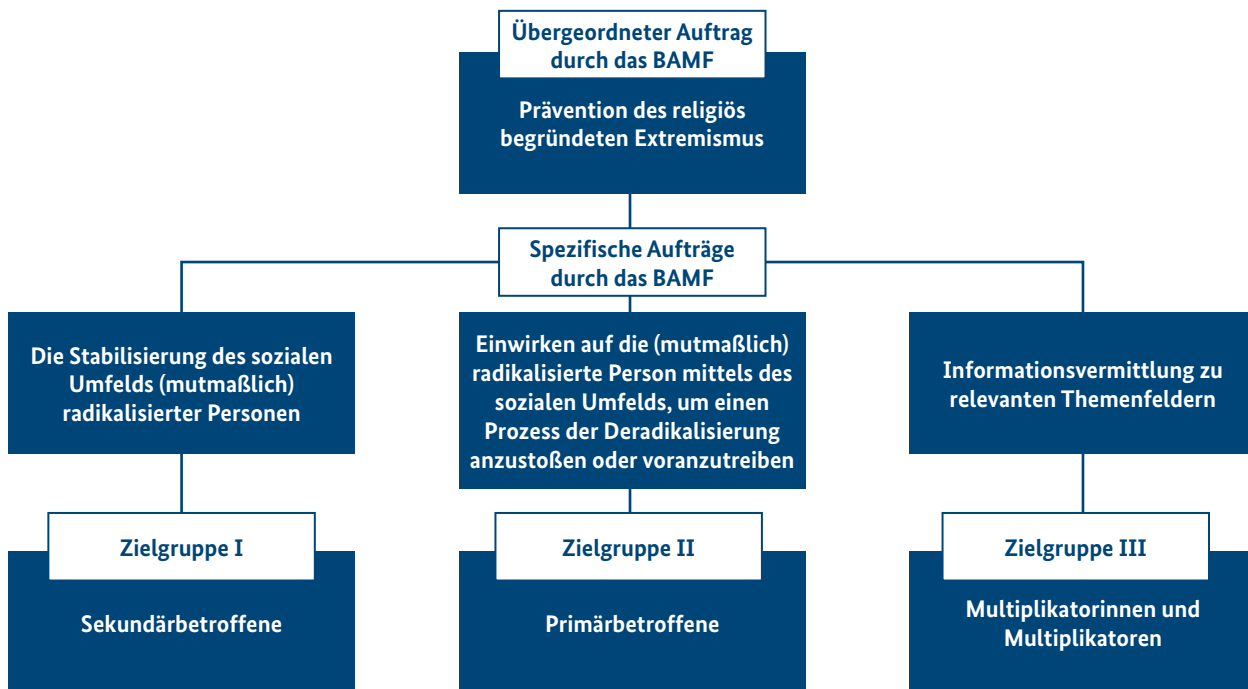 Übergeordneter Auftrag
durch das BAMF
Prävention des religiös
begründeten Extremismus
Spezifische Aufträge
durch das BAMF
Die Stabilisierung des sozialen
Umfelds (mutmaßlich)
radikalisierter Personen
Einwirken auf die (mutmaßlich)
radikalisierte Person mittels des
sozialen Umfelds, um einen
Prozess der Deradikalisierung
anzustoßen oder voranzutreiben
Informationsvermittlung zu
relevanten Themenfeldern
Zielgruppe I
Sekundärbetroffene
Zielgruppe II
Primärbetroffene
Zielgruppe III
Multiplikatorinnen und
Multiplikatoren